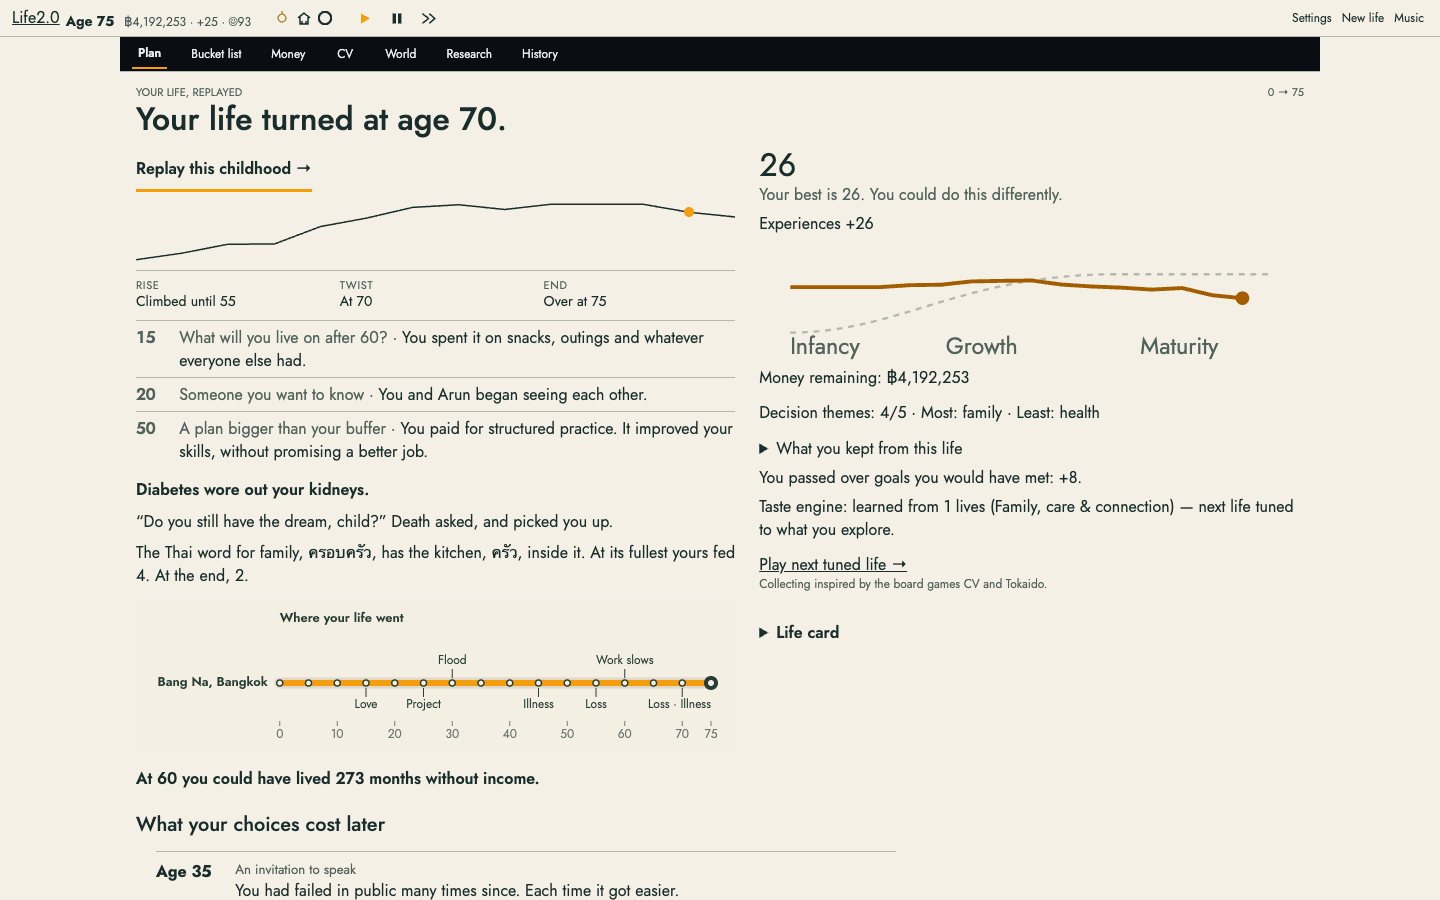 Life2.0 Age 75 ฿4,192,253 · +25 · ☺93
Settings New life Music
Plan Bucket list Money CV World Research History
YOUR LIFE, REPLAYED
0 → 75
Your life turned at age 70.
Replay this childhood →
RISE TWIST END
Climbed until 55 At 70 Over at 75
15 What will you live on after 60? · You spent it on snacks, outings and whatever
everyone else had.
20 Someone you want to know · You and Arun began seeing each other.
50 A plan bigger than your buffer · You paid for structured practice. It improved your
skills, without promising a better job.
Diabetes wore out your kidneys.
“Do you still have the dream, child?” Death asked, and picked you up.
The Thai word for family, ครอบครัว, has the kitchen, ครัว, inside it. At its fullest yours fed
4. At the end, 2.
Where your life went
Flood Work slows
Bang Na, Bangkok
Love Project Illness Loss Loss · Illness
0 10 20 30 40 50 60 70 75
At 60 you could have lived 273 months without income.
What your choices cost later
Age 35 An invitation to speak
You had failed in public many times since. Each time it got easier.
26
Your best is 26. You could do this differently.
Experiences +26
Infancy Growth Maturity
Money remaining: ฿4,192,253
Decision themes: 4/5 · Most: family · Least: health
▶ What you kept from this life
You passed over goals you would have met: +8.
Taste engine: learned from 1 lives (Family, care & connection) — next life tuned
to what you explore.
Play next tuned life →
Collecting inspired by the board games CV and Tokaido.
▶ Life card